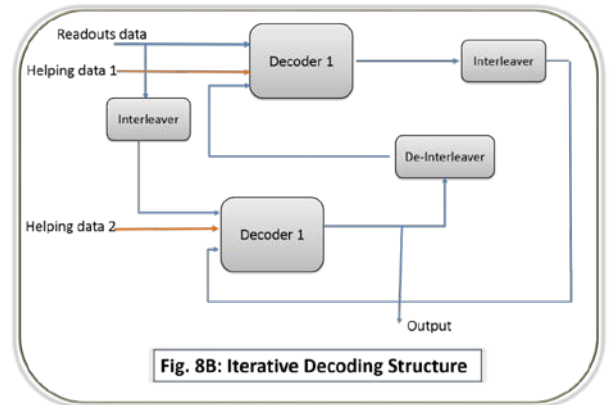 Readouts data
Helping data 1
Decoder 1
Interleaver
Interleaver
De-Interleaver
Helping data 2
Decoder 1
Output
Fig. 8B: Iterative Decoding Structure